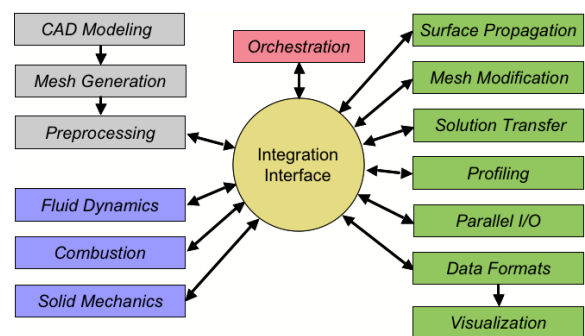 CAD Modeling
Mesh Generation
Preprocessing
Fluid Dynamics
Combustion
Solid Mechanics
Orchestration
Integration
Interface
Surface Propagation
Mesh Modification
Solution Transfer
Profiling
Parallel I/O
Data Formats
Visualization